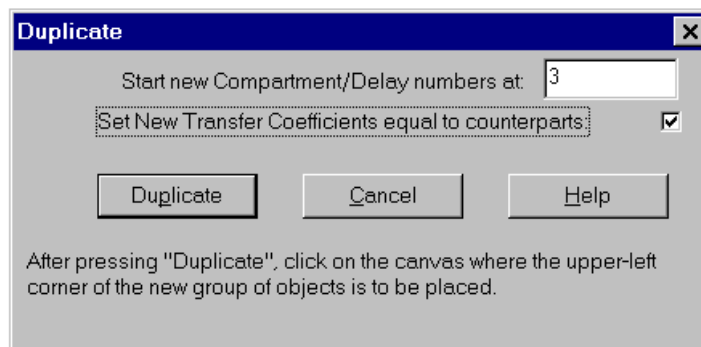 Duplicate
Start new Compartment/Delay numbers at: 3
Set New Transfer Coefficients equal to counterparts:
Duplicate Cancel Help
After pressing "Duplicate", click on the canvas where the upper-left
corner of the new group of objects is to be placed.